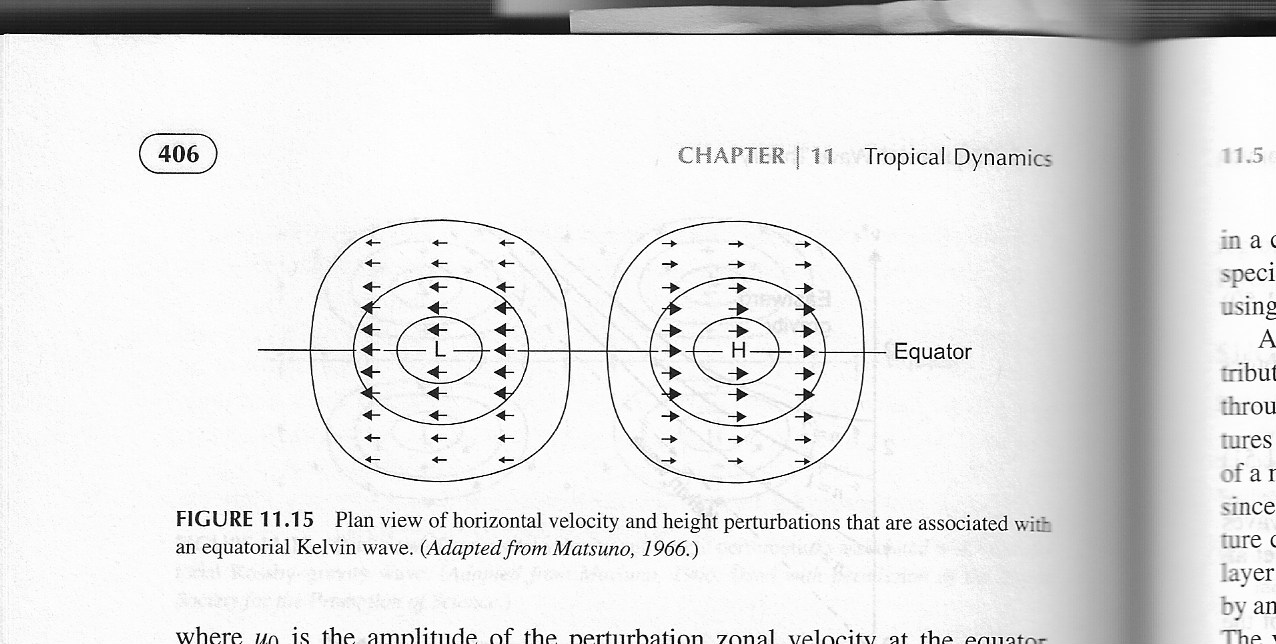 406
CHAPTER | 11 Tropical Dynamics
L
H
Equator
FIGURE 11.15 Plan view of horizontal velocity and height perturbations that are associated with
an equatorial Kelvin wave. (Adapted from Matsuno, 1966.)
where u0 is the amplitude of the perturbation zonal velocity at the equator
11.5
in a
speci
using
A
tribut
throu
tures
of a
since
ture
layer
by an
The